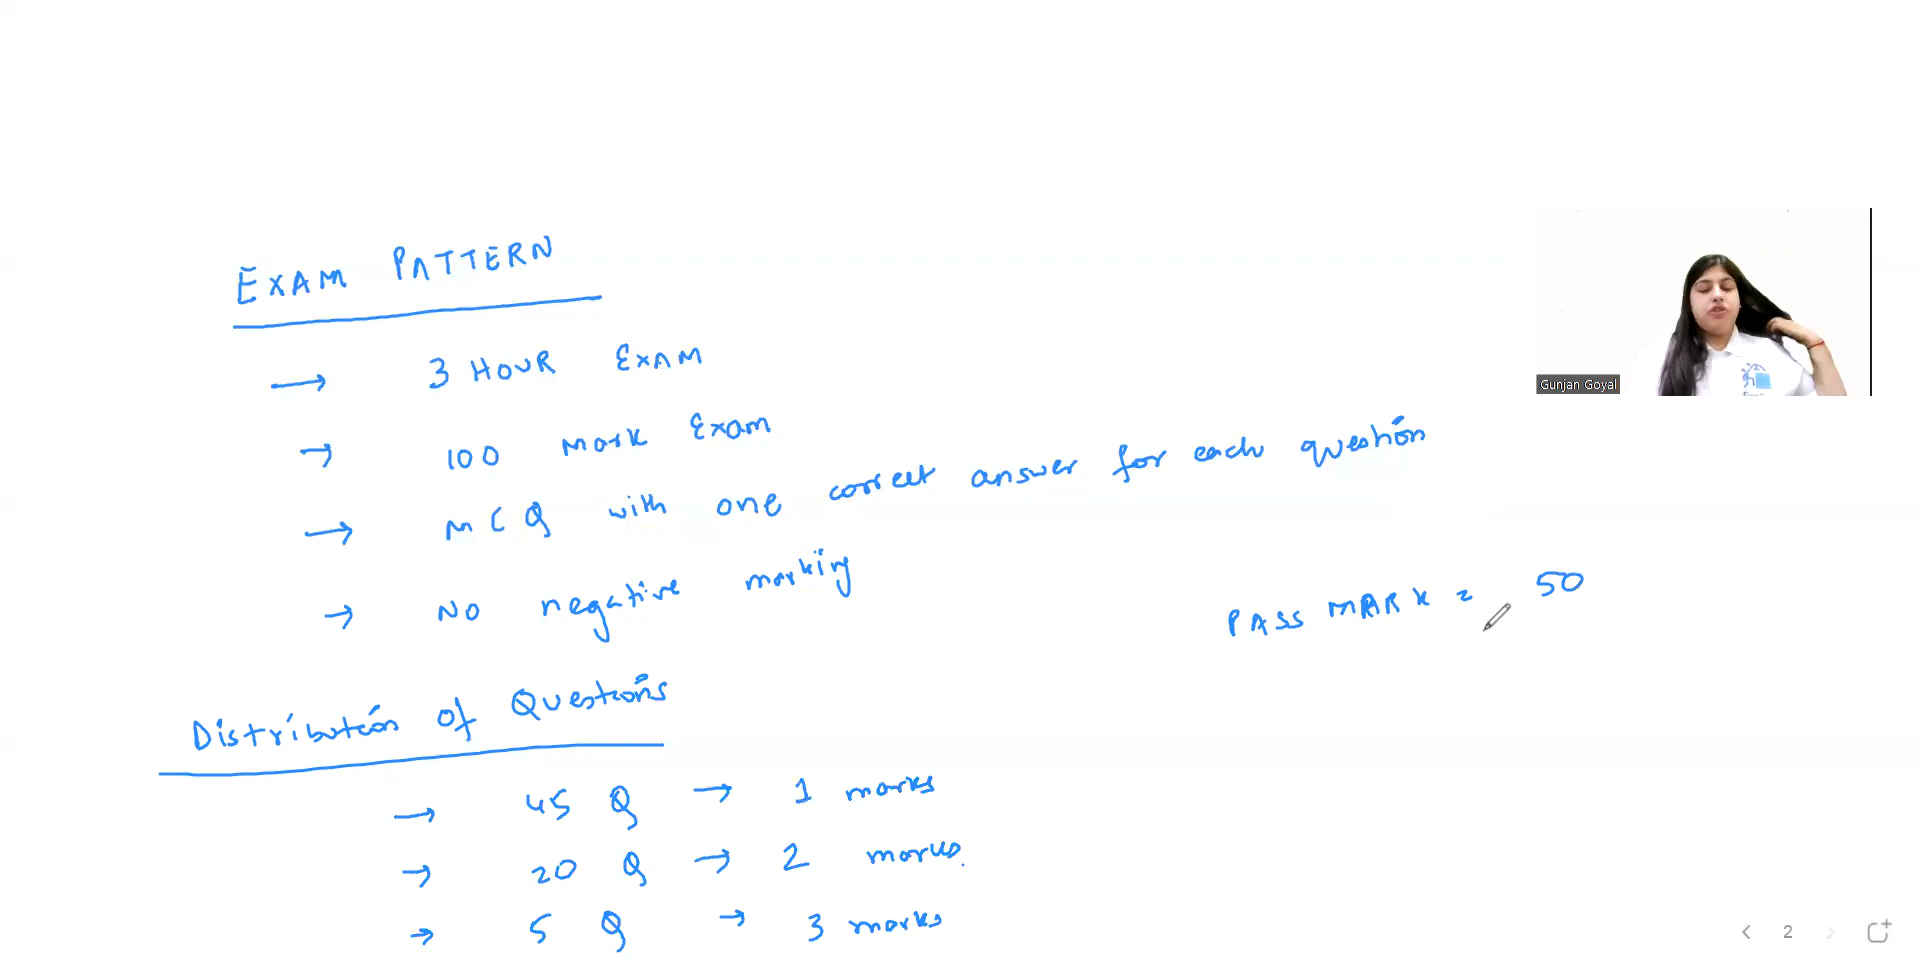 EXAM PATTERN
→ 3 HOUR EXAM
→ 100 Mark Exam
→ MCQ with one correct answer for each question
→ NO negative marking
PASS MARK = 50
Distribution of Questions
→ 45 Q → 1 marks
→ 20 Q → 2 marks.
→ 5 Q → 3 marks
Gunjan Goyal
2